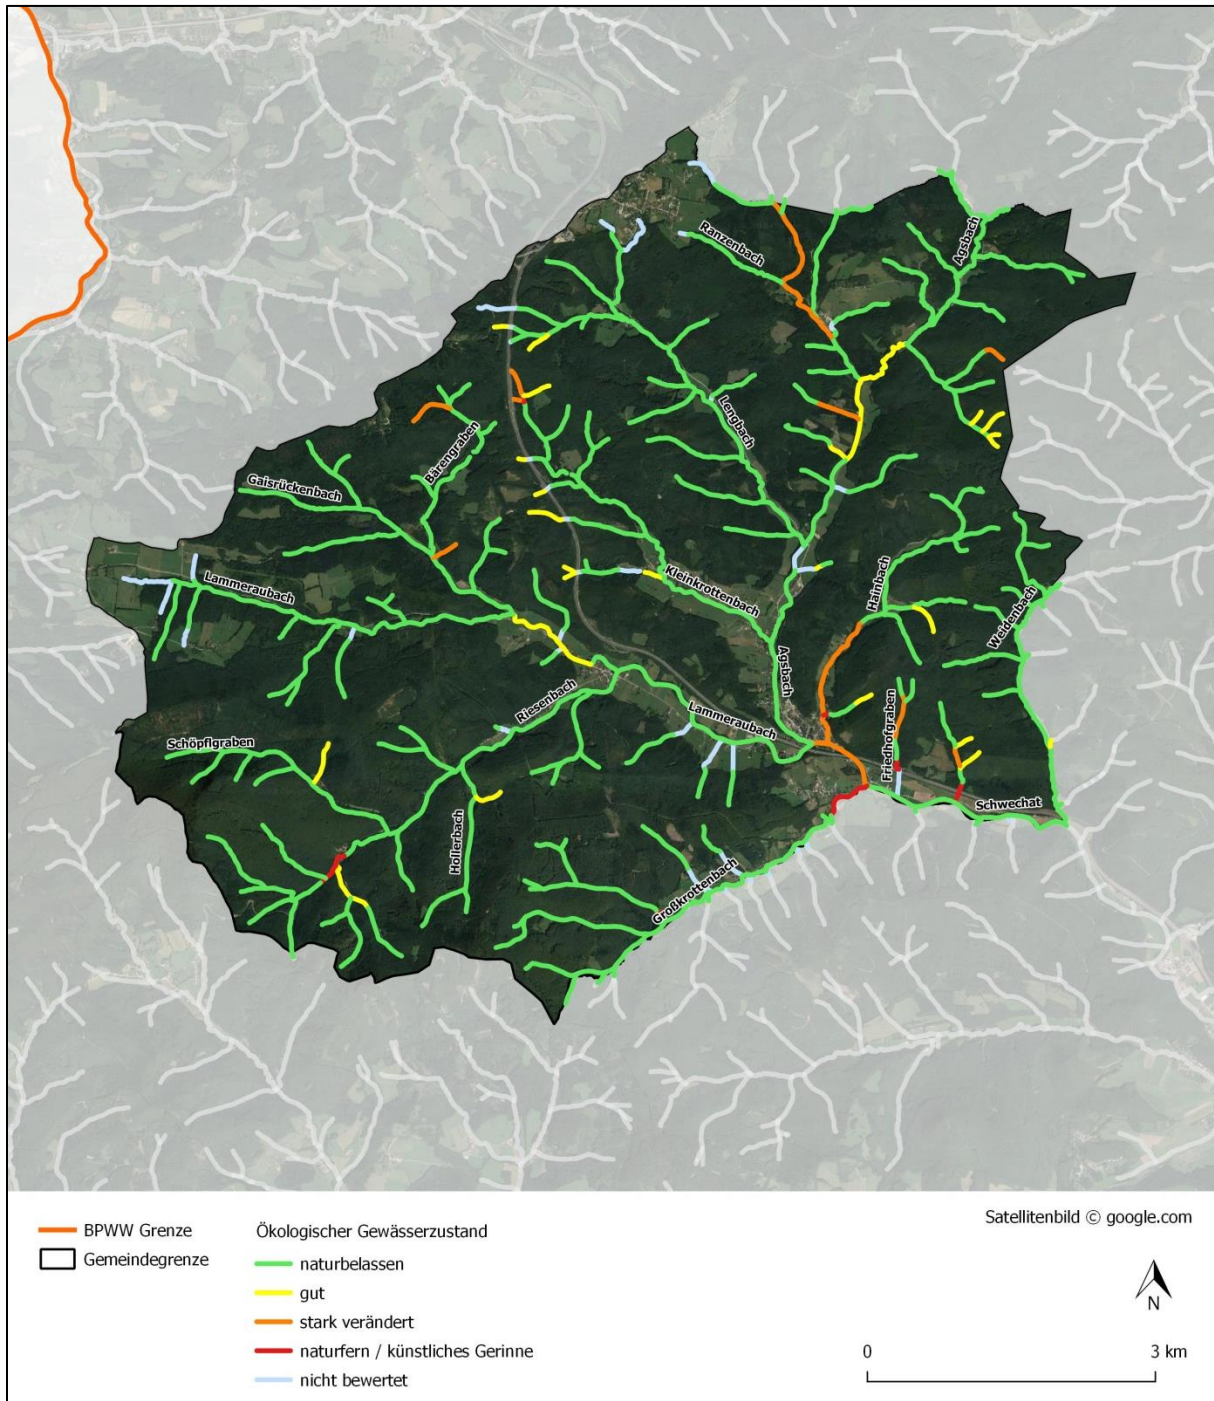 Ranzenbach
Agsbach
Lengbach
Bärengraben
Gaisrückenbach
Lammeraubach
Kleinkrottenbach
Hainbach
Weidenbach
Agsbach
Riesenbach
Lammeraubach
Friedhofgraben
Schöpflgraben
Schwechat
Hollerbach
Großkrottenbach
BPWW Grenze
Gemeindegrenze
Ökologischer Gewässerzustand
naturbelassen
gut
stark verändert
naturfern / künstliches Gerinne
nicht bewertet
Satellitenbild © google.com
N
0 3 km